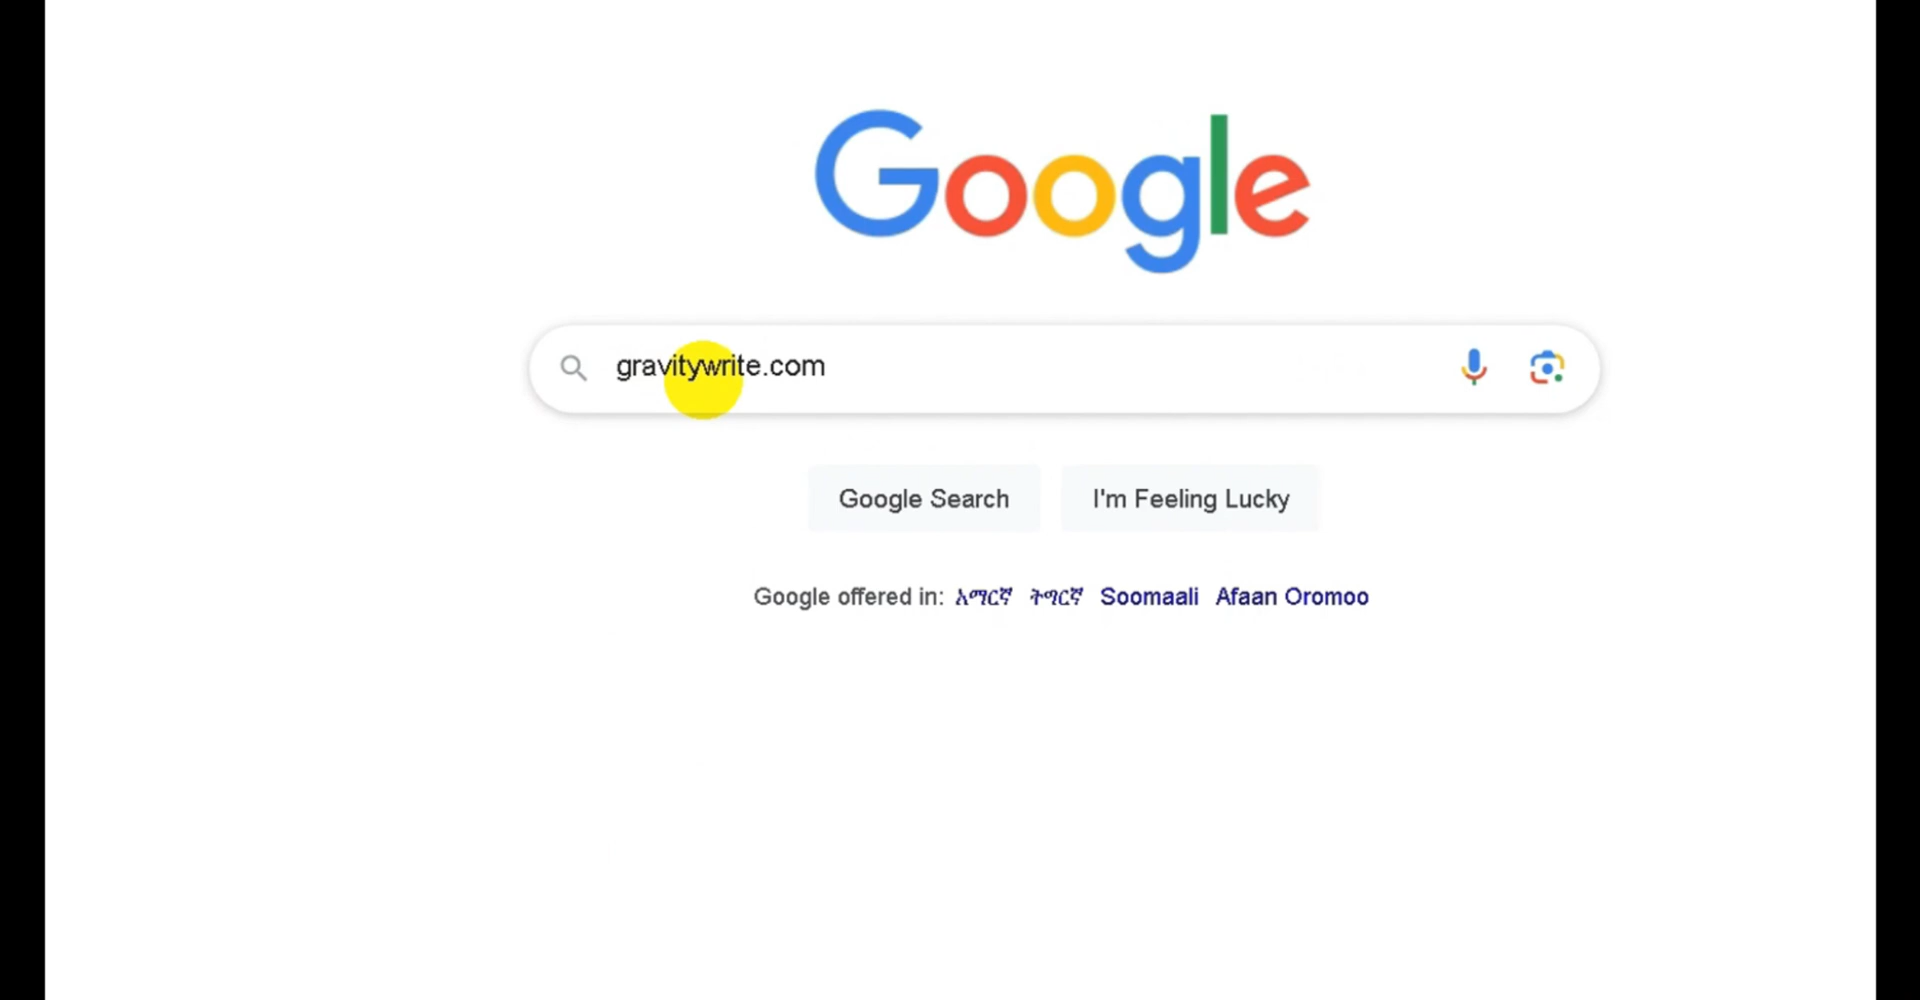 Google
gravitywrite.com
Google Search I'm Feeling Lucky
Google offered in: አማርኛ ትግርኛ Soomaali Afaan Oromoo